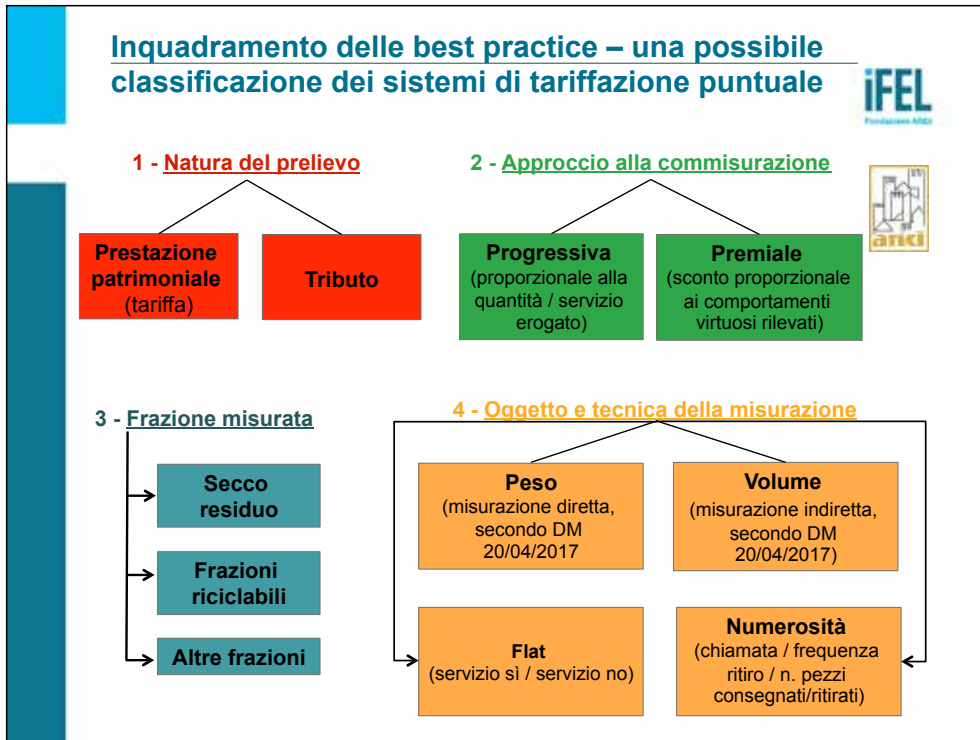 Inquadramento delle best practice – una possibile
classificazione dei sistemi di tariffazione puntuale
iFEL
Fondazione ANCI
1 - Natura del prelievo
Prestazione
patrimoniale
(tariffa)
Tributo
2 - Approccio alla commisurazione
Progressiva
(proporzionale alla
quantità / servizio
erogato)
Premiale
(sconto proporzionale
ai comportamenti
virtuosi rilevati)
anci
3 - Frazione misurata
Secco
residuo
Frazioni
riciclabili
Altre frazioni
4 - Oggetto e tecnica della misurazione
Peso
(misurazione diretta,
secondo DM
20/04/2017
Volume
(misurazione indiretta,
secondo DM
20/04/2017)
Flat
(servizio sì / servizio no)
Numerosità
(chiamata / frequenza
ritiro / n. pezzi
consegnati/ritirati)